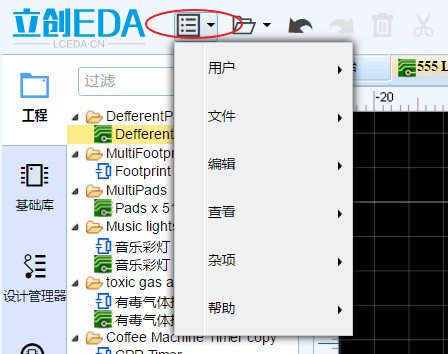 立创EDA
LCEDA-CN
555 L
过滤
用户
-20
工程
DefferentP
文件
Defferent
MultiFootpr
Footprint
编辑
基础库
MultiPads
Pads x 51
查看
Music lights
音乐彩灯
音乐彩灯
杂项
设计管理器
toxic gas a
有毒气体
有毒气体
帮助
Coffee Machine Timer copy
CPR Timer